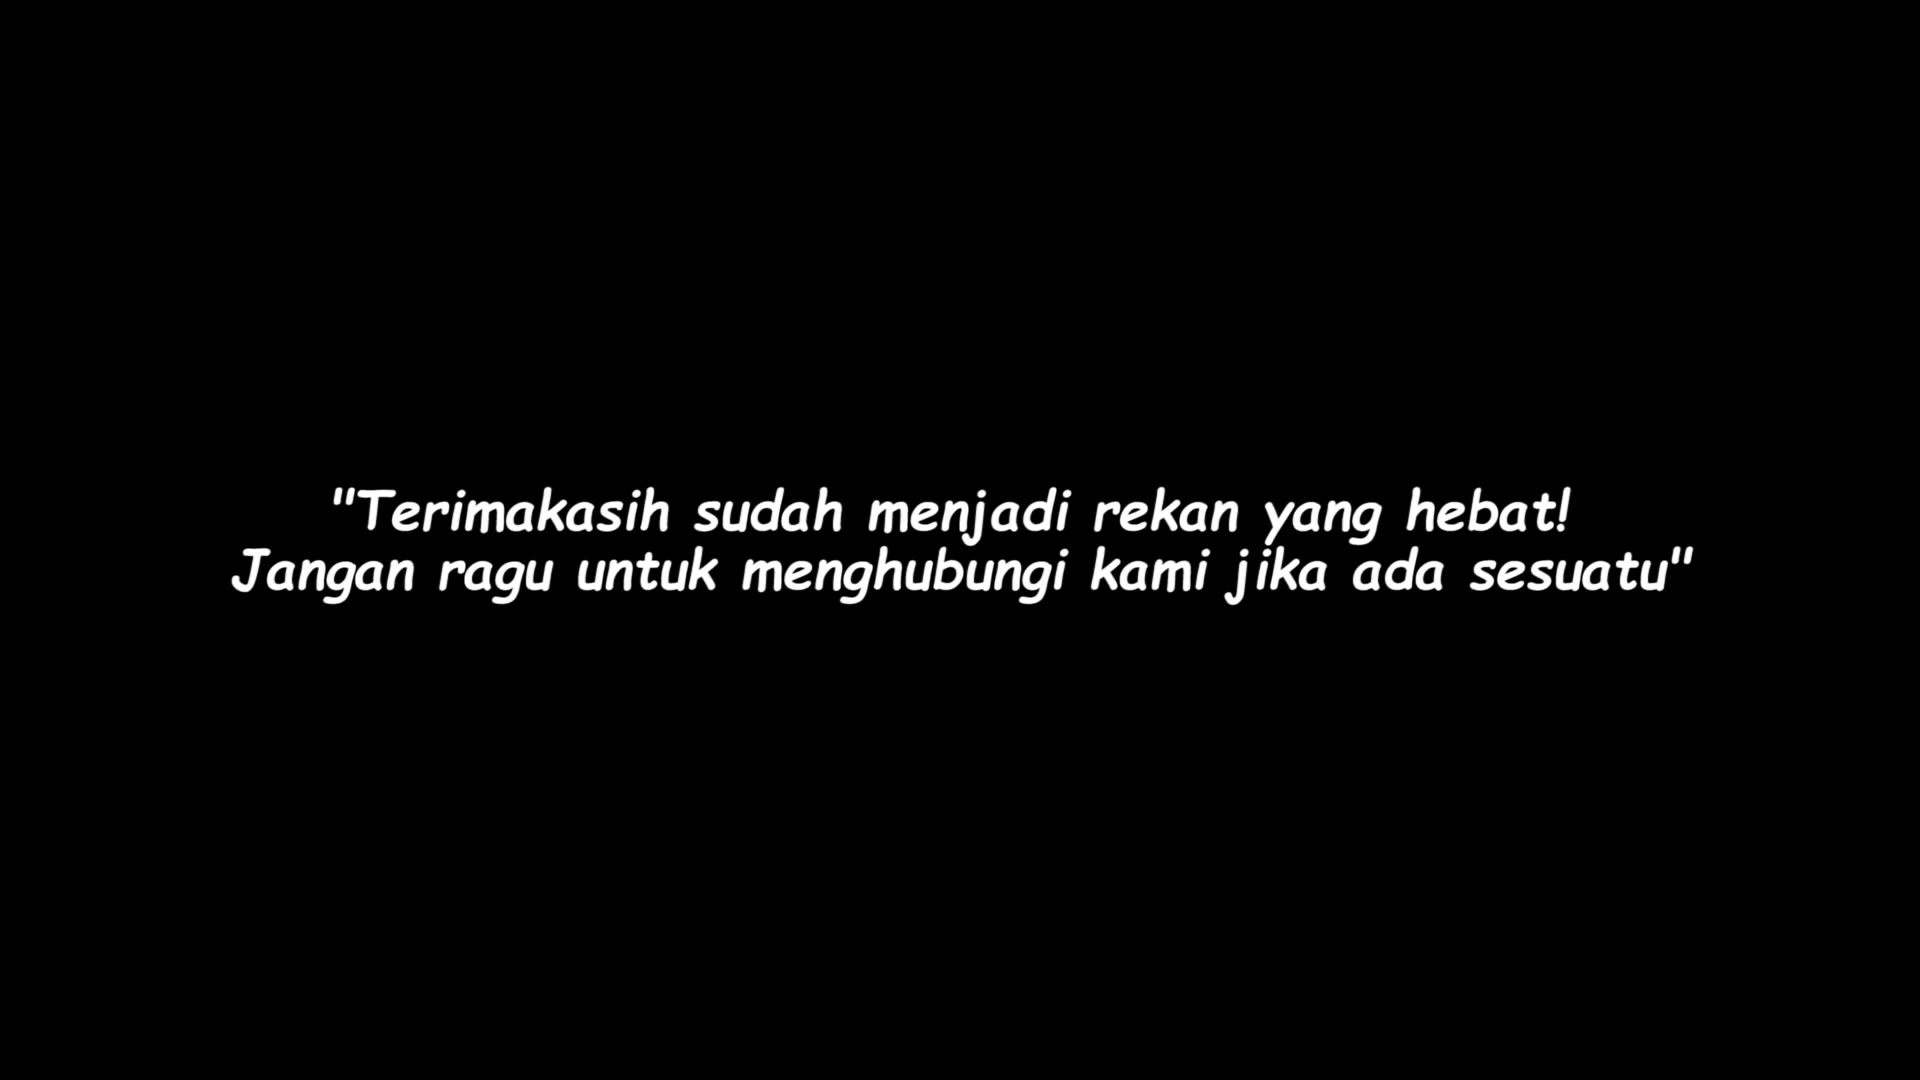 "Terimakasih sudah menjadi rekan yang hebat!
Jangan ragu untuk menghubungi kami jika ada sesuatu"